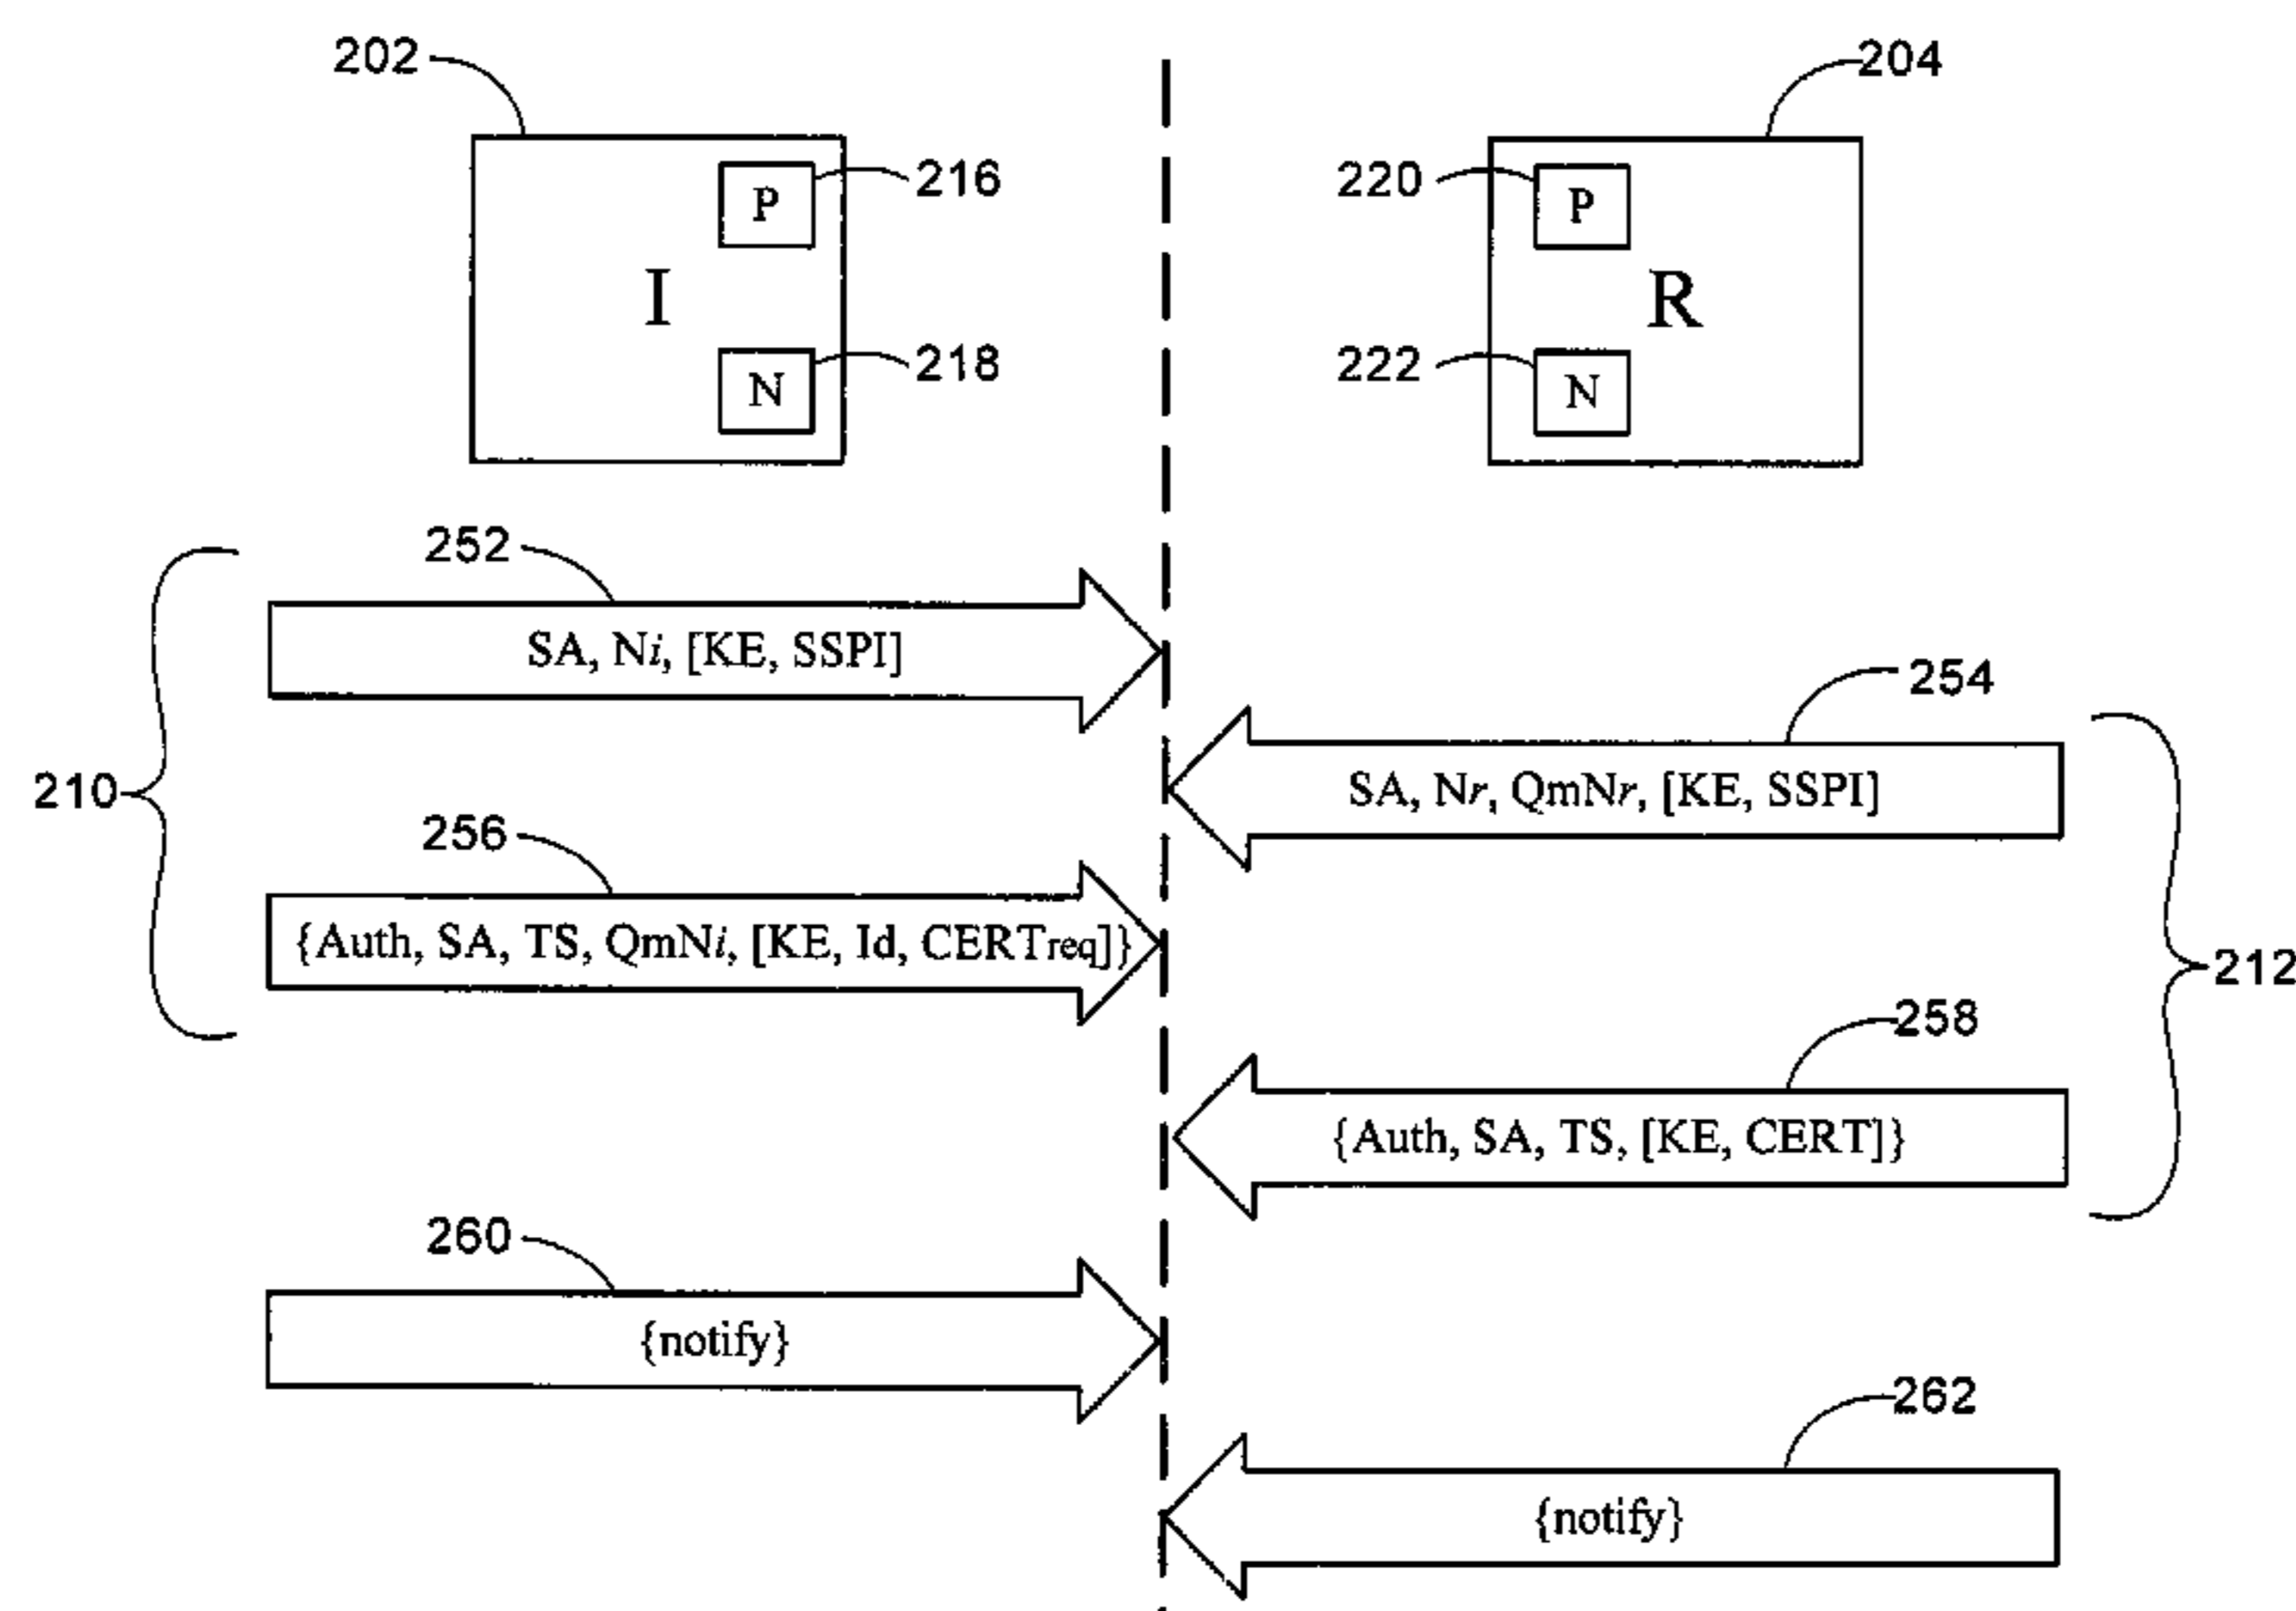 202
204
216
220
P
P
I
R
218
222
N
N
252
SA, Ni, [KE, SSPI]
254
SA, Nr, QmNr, [KE, SSPI]
210
256
{Auth, SA, TS, QmNi, [KE, Id, CERTreq]}
212
258
{Auth, SA, TS, [KE, CERT]}
260
{notify}
262
{notify}